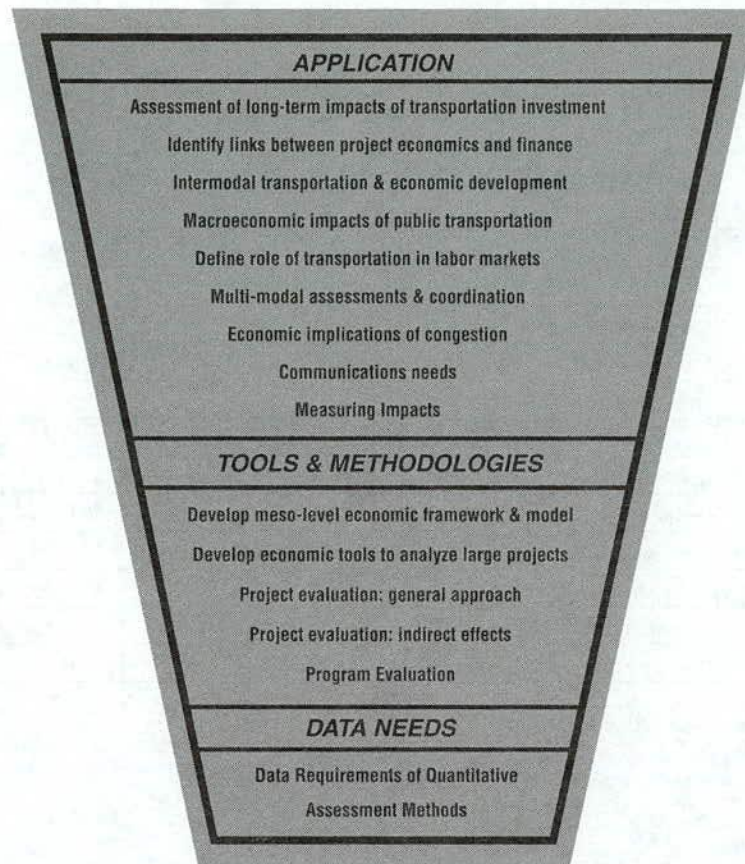 APPLICATION
Assessment of long-term impacts of transportation investment
Identify links between project economics and finance
Intermodal transportation & economic development
Macroeconomic impacts of public transportation
Define role of transportation in labor markets
Multi-modal assessments & coordination
Economic implications of congestion
Communications needs
Measuring Impacts
TOOLS & METHODOLOGIES
Develop meso-level economic framework & model
Develop economic tools to analyze large projects
Project evaluation: general approach
Project evaluation: indirect effects
Program Evaluation
DATA NEEDS
Data Requirements of Quantitative
Assessment Methods